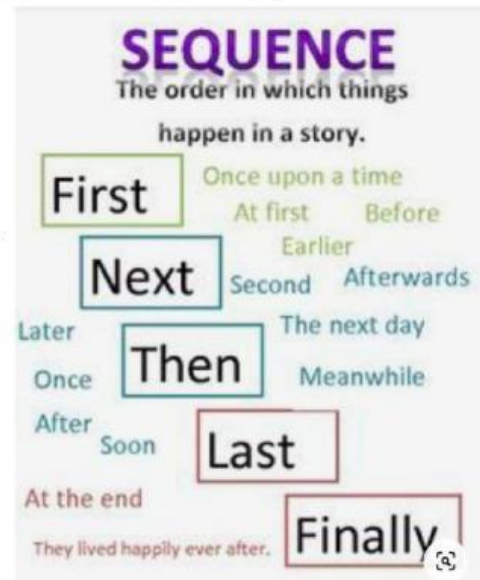 SEQUENCE
The order in which things
happen in a story.
First
Once upon a time
At first Before
Earlier
Next
Second Afterwards
Later
The next day
Then
Once
Meanwhile
After
Soon
Last
At the end
They lived happily ever after.
Finally